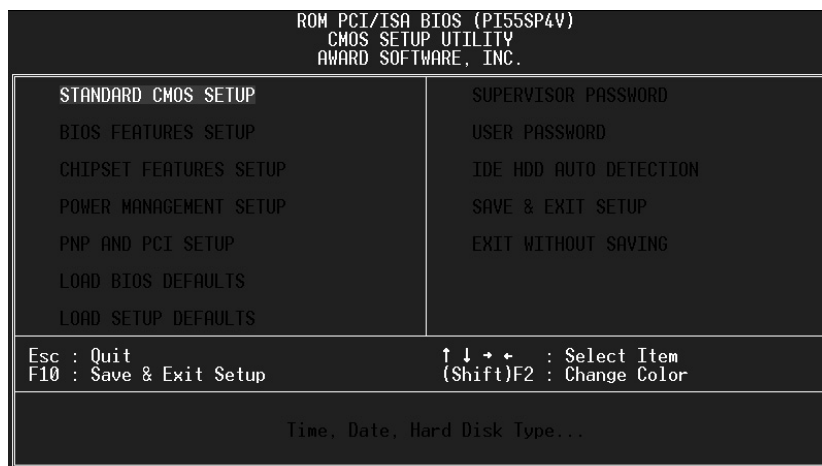 ROM PCI/ISA BIOS (PI55SP4V)
CMOS SETUP UTILITY
AWARD SOFTWARE, INC.
STANDARD CMOS SETUP
BIOS FEATURES SETUP
CHIPSET FEATURES SETUP
POWER MANAGEMENT SETUP
PNP AND PCI SETUP
LOAD BIOS DEFAULTS
LOAD SETUP DEFAULTS
SUPERVISOR PASSWORD
USER PASSWORD
IDE HDD AUTO DETECTION
SAVE & EXIT SETUP
EXIT WITHOUT SAVING
Esc : Quit
F10 : Save & Exit Setup
↑ ↓ → ← : Select Item
(Shift)F2 : Change Color
Time, Date, Hard Disk Type...